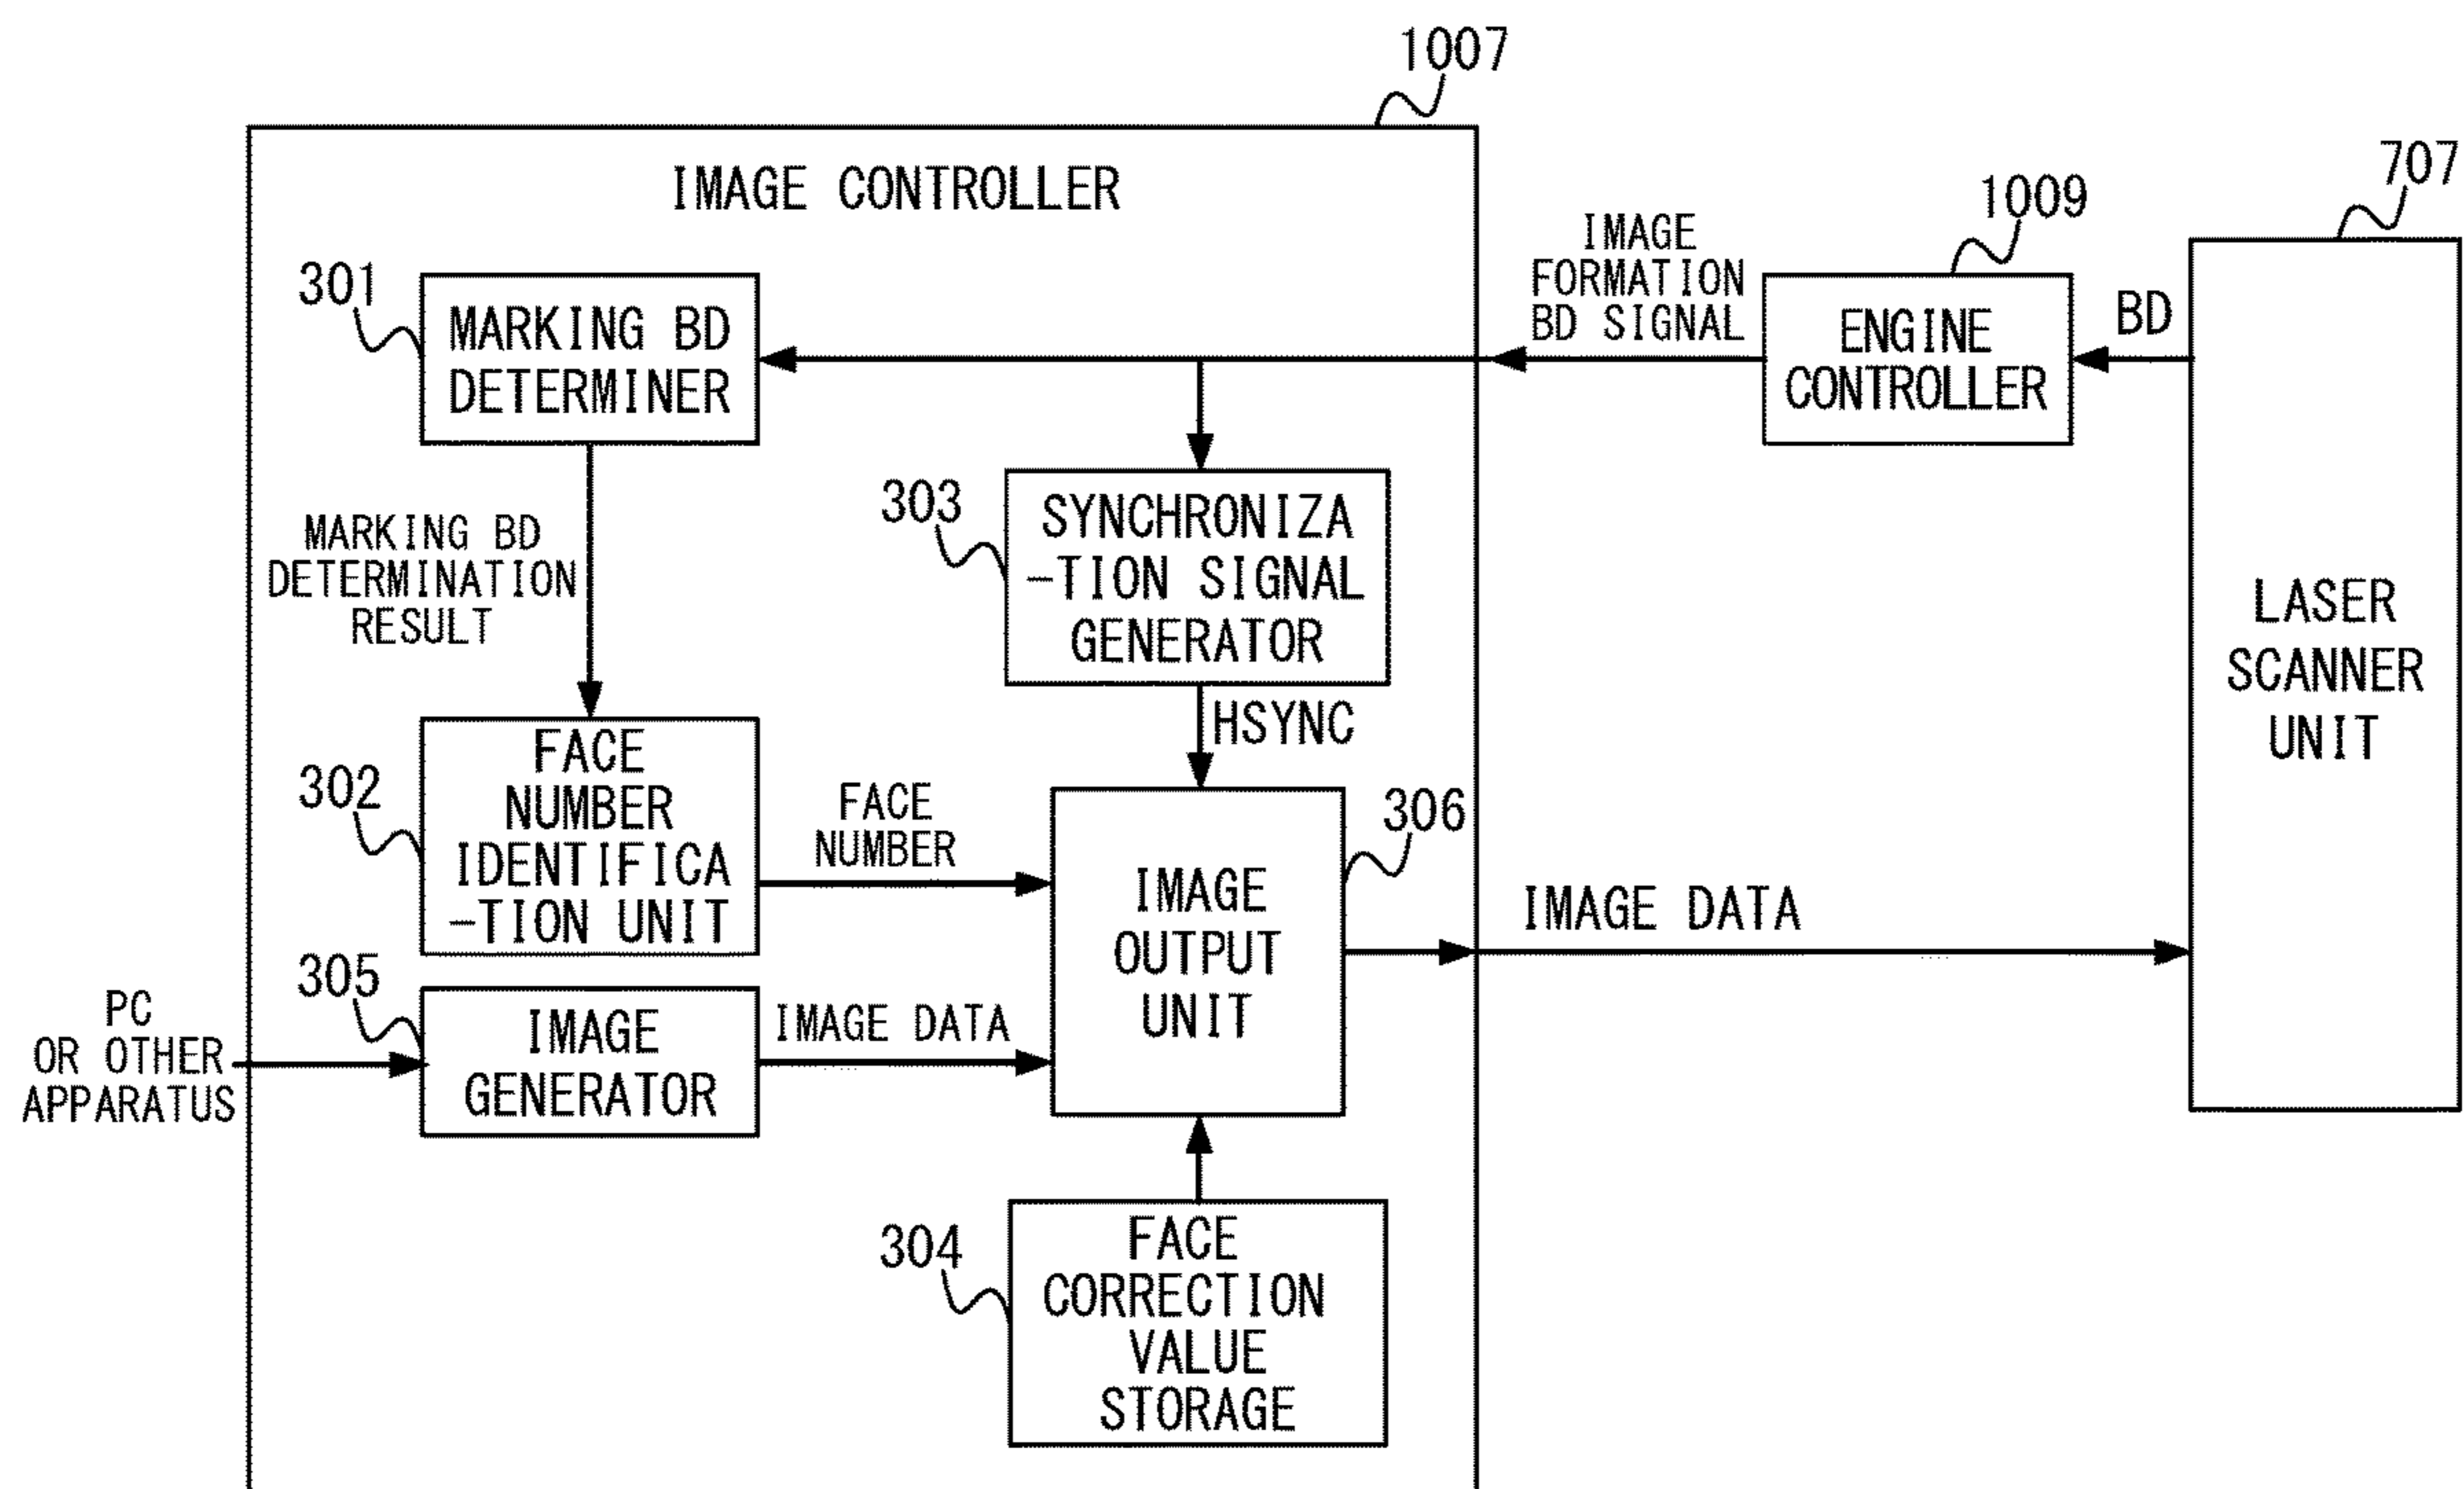 1007
IMAGE CONTROLLER
707
1009
IMAGE
FORMATION
BD SIGNAL
301
MARKING BD
DETERMINER
ENGINE
CONTROLLER
BD
303
SYNCHRONIZA
-TION SIGNAL
GENERATOR
MARKING BD
DETERMINATION
RESULT
LASER
SCANNER
UNIT
HSYNC
302
FACE
NUMBER
IDENTIFICA
-TION UNIT
FACE
NUMBER
306
IMAGE
OUTPUT
UNIT
IMAGE DATA
305
PC
OR OTHER
APPARATUS
IMAGE
GENERATOR
IMAGE DATA
304
FACE
CORRECTION
VALUE
STORAGE